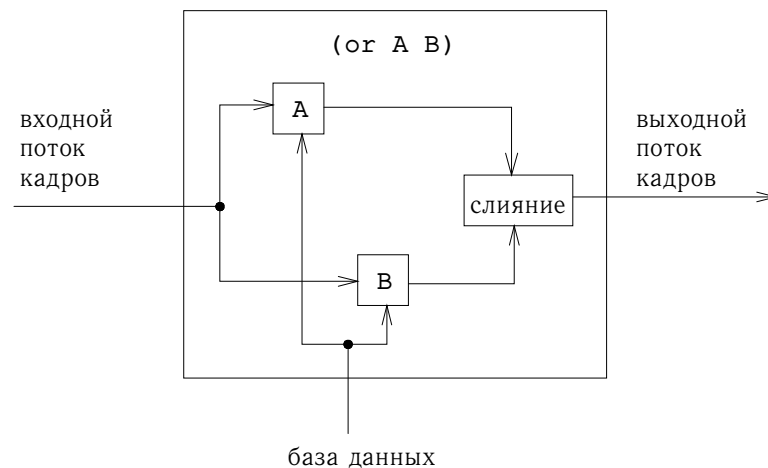 (or A B)
A
входной
поток
кадров
выходной
поток
кадров
слияние
B
база данных